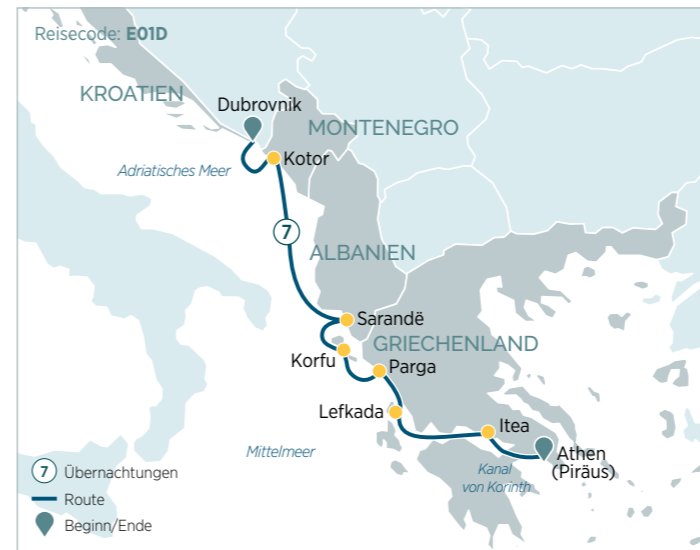 Reisecode: E01D
KROATIEN
Dubrovnik
MONTENEGRO
Kotor
Adriatisches Meer
7
ALBANIEN
Sarandë
GRIECHENLAND
Korfu
Parga
Lefkada
Itea
Mittelmeer
Athen
(Piräus)
Kanal
von Korinth
7 Übernachtungen
Route
Beginn/Ende